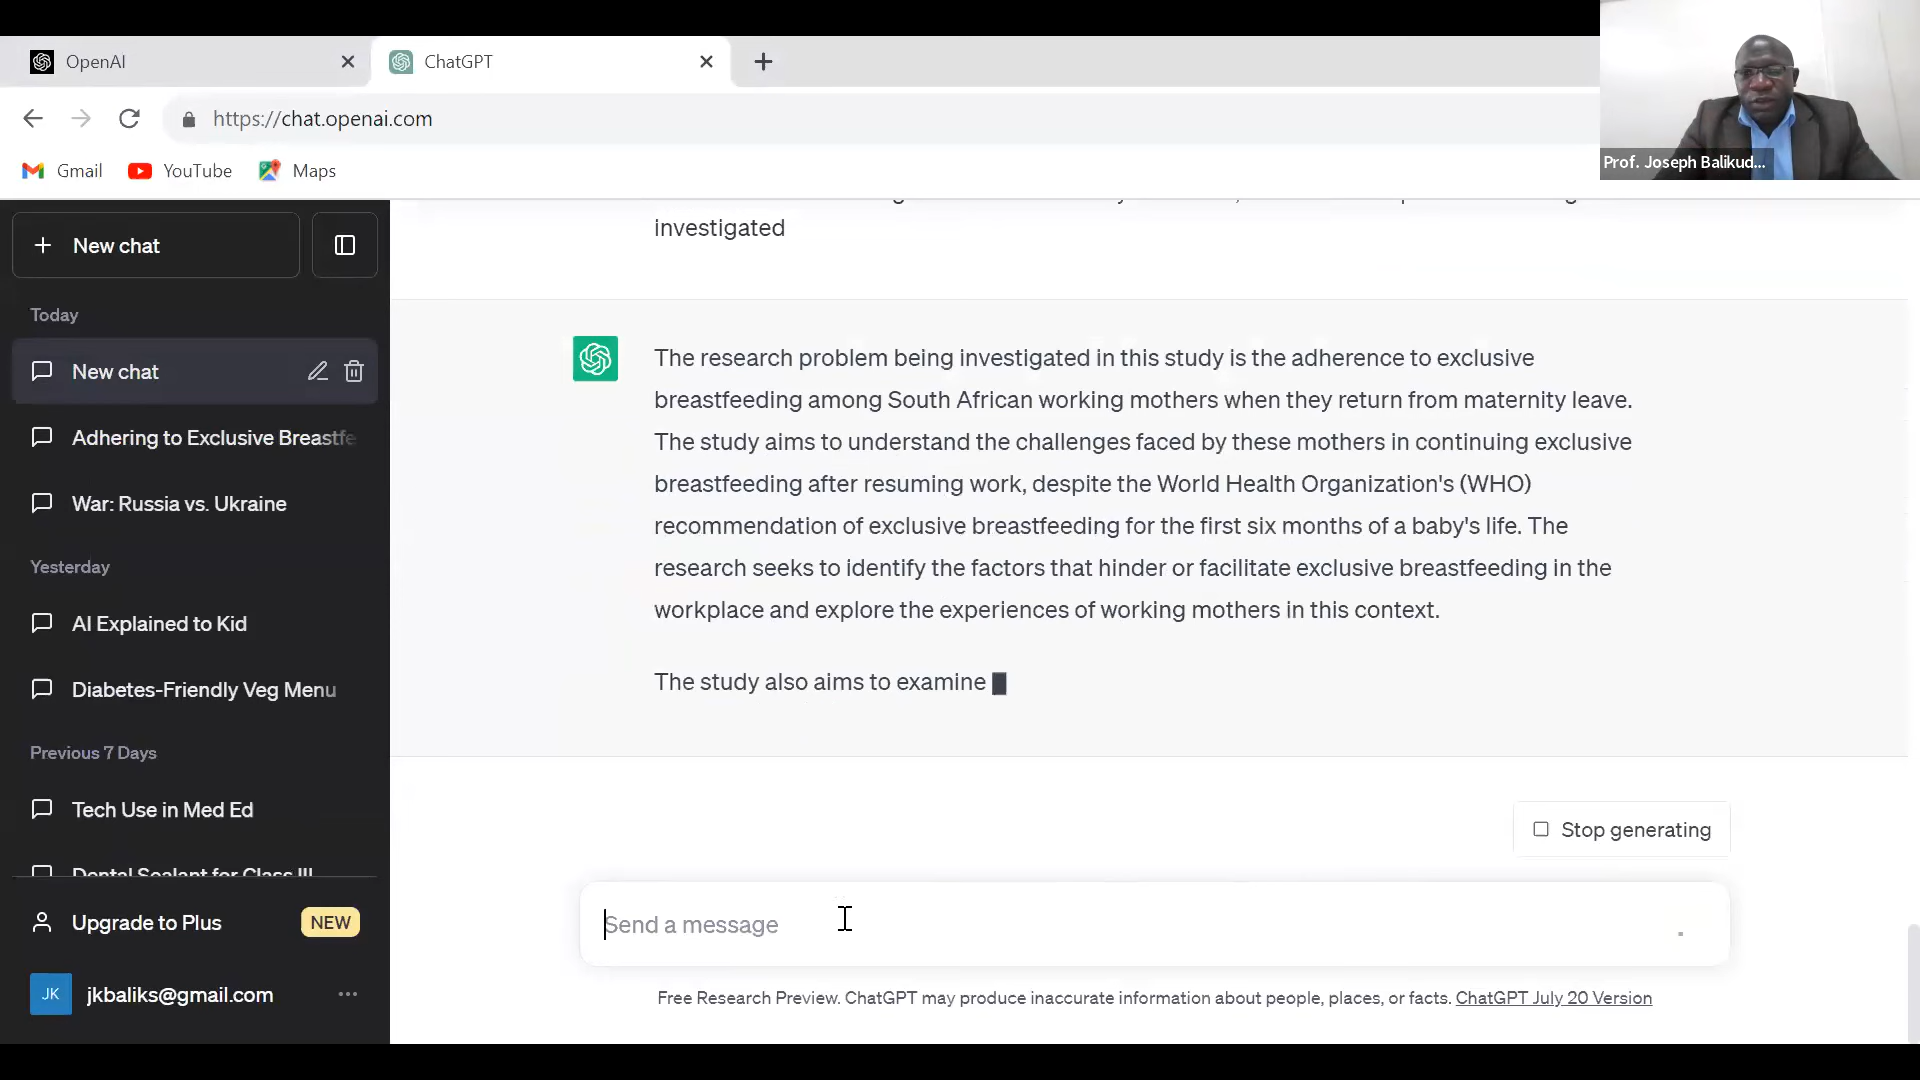 OpenAI
ChatGPT
https://chat.openai.com
Gmail
YouTube
Maps
Prof. Joseph Balikud...
New chat
Today
New chat
Adhering to Exclusive Breastfe
War: Russia vs. Ukraine
Yesterday
AI Explained to Kid
Diabetes-Friendly Veg Menu
Previous 7 Days
Tech Use in Med Ed
Dental Sealant for Class III
Upgrade to Plus
NEW
JK
jkbaliks@gmail.com
investigated
The research problem being investigated in this study is the adherence to exclusive
breastfeeding among South African working mothers when they return from maternity leave.
The study aims to understand the challenges faced by these mothers in continuing exclusive
breastfeeding after resuming work, despite the World Health Organization's (WHO)
recommendation of exclusive breastfeeding for the first six months of a baby's life. The
research seeks to identify the factors that hinder or facilitate exclusive breastfeeding in the
workplace and explore the experiences of working mothers in this context.
The study also aims to examine
Stop generating
Send a message
Free Research Preview. ChatGPT may produce inaccurate information about people, places, or facts. ChatGPT July 20 Version